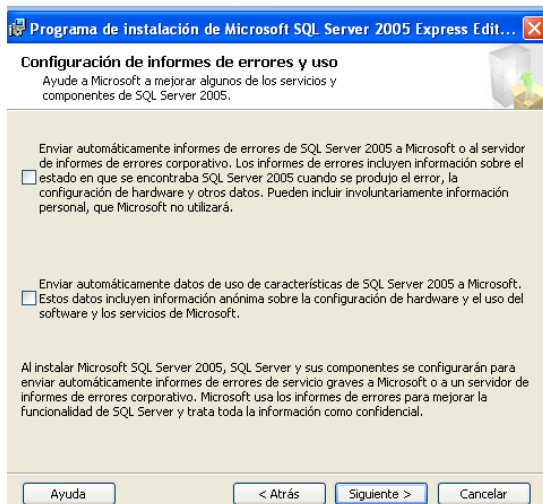 Programa de instalación de Microsoft SQL Server 2005 Express Edit...
Configuración de informes de errores y uso
Ayude a Microsoft a mejorar algunos de los servicios y
componentes de SQL Server 2005.
Enviar automáticamente informes de errores de SQL Server 2005 a Microsoft o al servidor
de informes de errores corporativo. Los informes de errores incluyen información sobre el
estado en que se encontraba SQL Server 2005 cuando se produjo el error, la
configuración de hardware y otros datos. Pueden incluir involuntariamente información
personal, que Microsoft no utilizará.
Enviar automáticamente datos de uso de características de SQL Server 2005 a Microsoft.
Estos datos incluyen información anónima sobre la configuración de hardware y el uso del
software y los servicios de Microsoft.
Al instalar Microsoft SQL Server 2005, SQL Server y sus componentes se configurarán para
enviar automáticamente informes de errores de servicio graves a Microsoft o a un servidor de
informes de errores corporativo. Microsoft usa los informes de errores para mejorar la
funcionalidad de SQL Server y trata toda la información como confidencial.
Ayuda < Atrás Siguiente > Cancelar